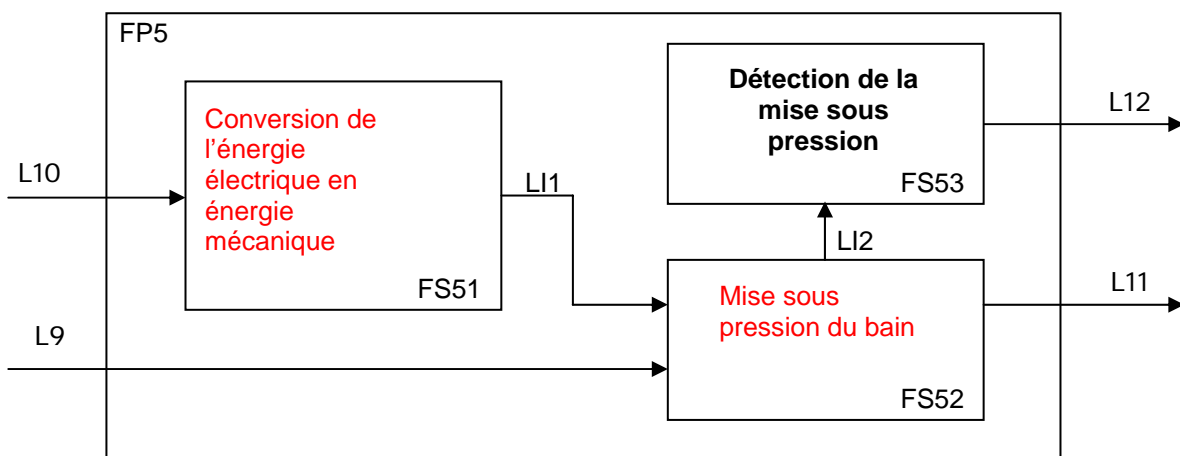 FP5
Conversion de
l'énergie
électrique en
énergie
mécanique
FS51
Détection de la
mise sous
pression
FS53
L12
L10
LI1
LI2
Mise sous
pression du bain
FS52
L11
L9